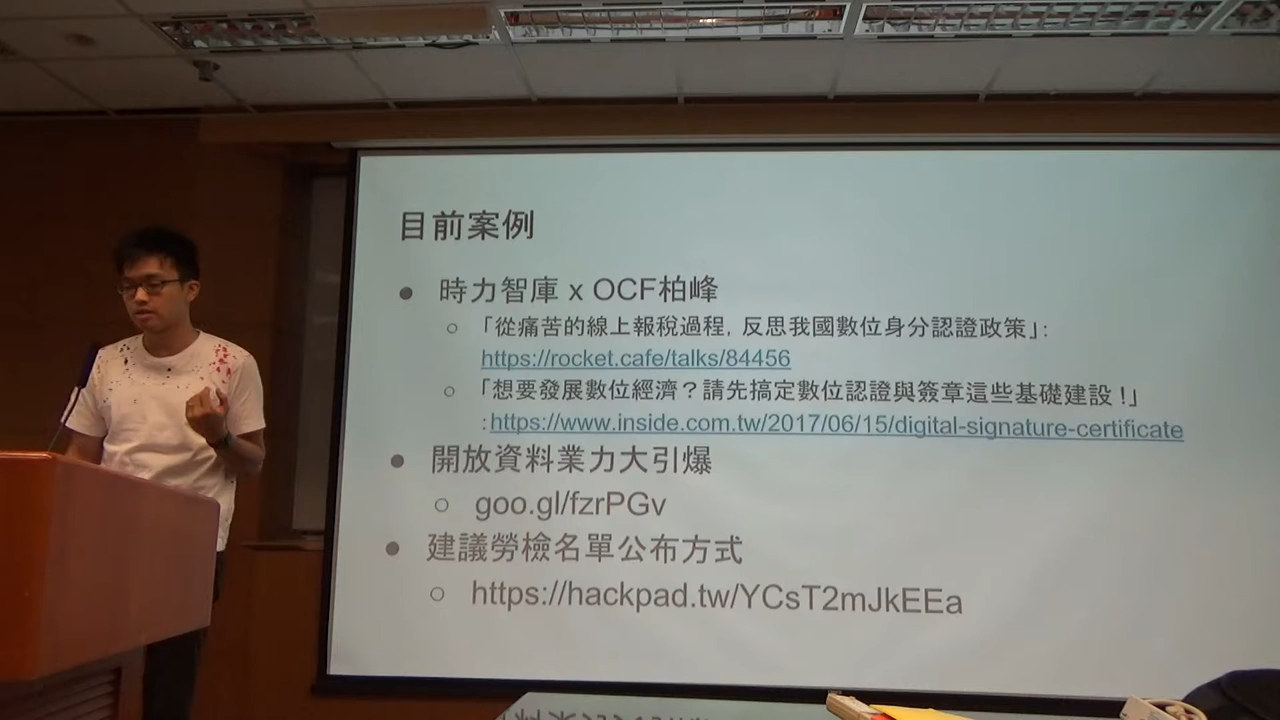 目前案例
● 時力智庫 x OCF柏峰
○ 「從痛苦的線上報稅過程, 反思我國數位身分認證政策」:
https://rocket.cafe/talks/84456
○ 「想要發展數位經濟？請先搞定數位認證與簽章這些基礎建設！」
:https://www.inside.com.tw/2017/06/15/digital-signature-certificate
● 開放資料業力大引爆
○ goo.gl/fzrPGv
● 建議勞檢名單公布方式
○ https://hackpad.tw/YCsT2mJkEEa